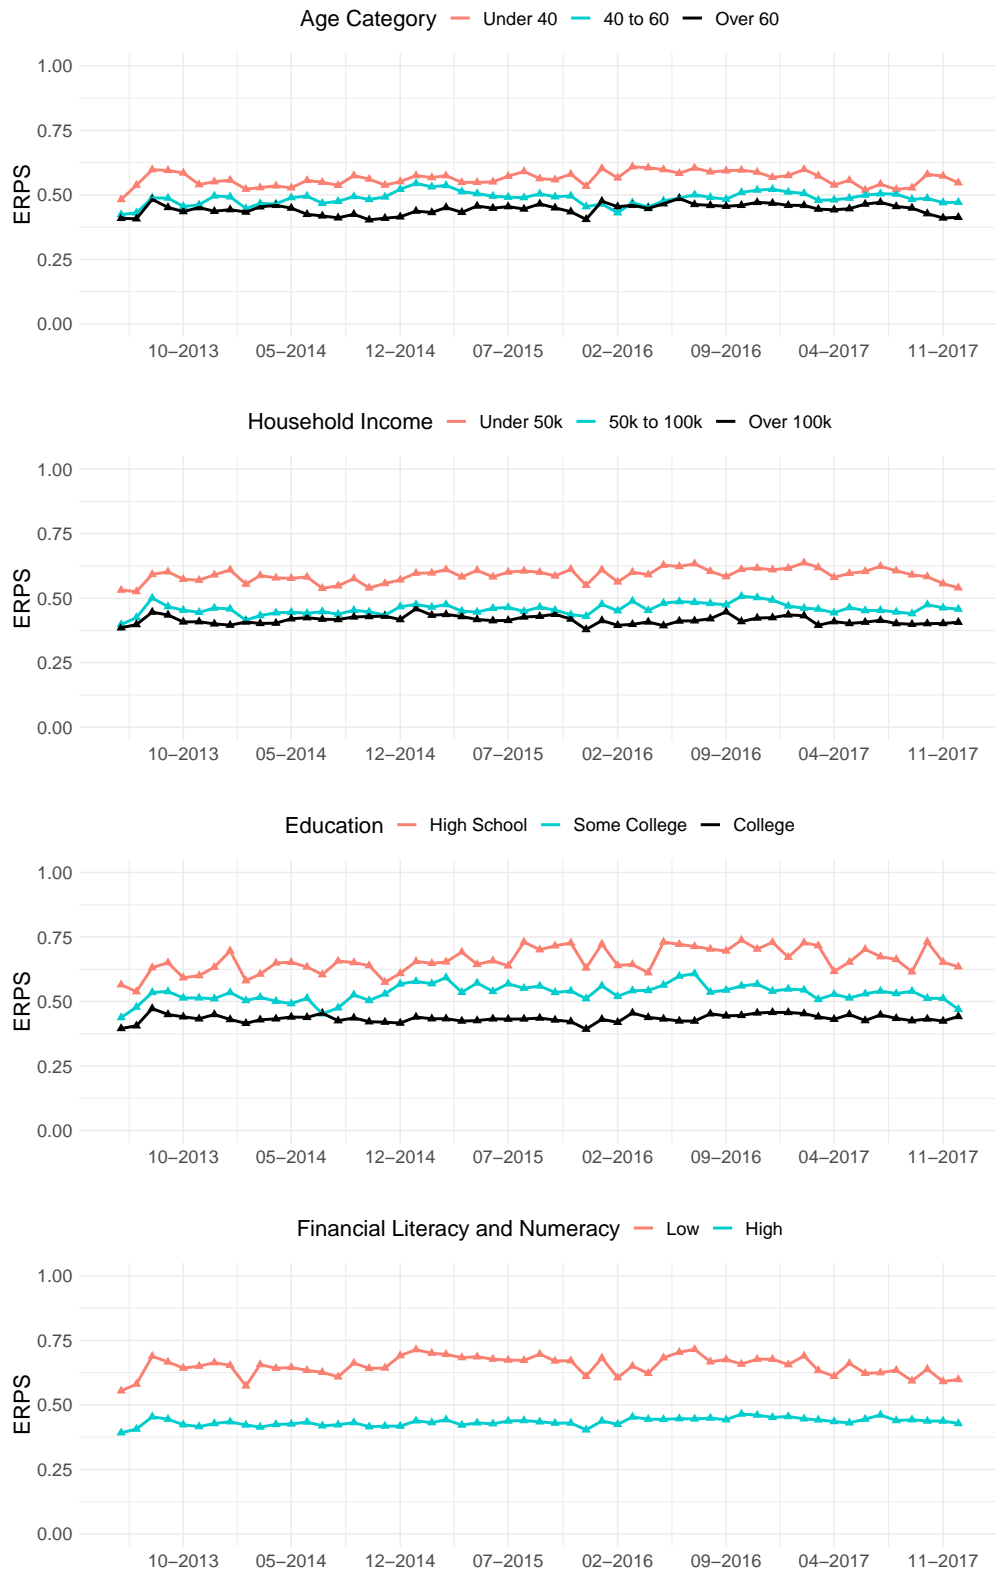 Age Category Under 40 40 to 60 Over 60
1.00
0.75
0.50
0.25
0.00
ERPS
10−2013 05−2014 12−2014 07−2015 02−2016 09−2016 04−2017 11−2017
Household Income Under 50k 50k to 100k Over 100k
1.00
0.75
0.50
0.25
0.00
ERPS
10−2013 05−2014 12−2014 07−2015 02−2016 09−2016 04−2017 11−2017
Education High School Some College College
1.00
0.75
0.50
0.25
0.00
ERPS
10−2013 05−2014 12−2014 07−2015 02−2016 09−2016 04−2017 11−2017
Financial Literacy and Numeracy Low High
1.00
0.75
0.50
0.25
0.00
ERPS
10−2013 05−2014 12−2014 07−2015 02−2016 09−2016 04−2017 11−2017